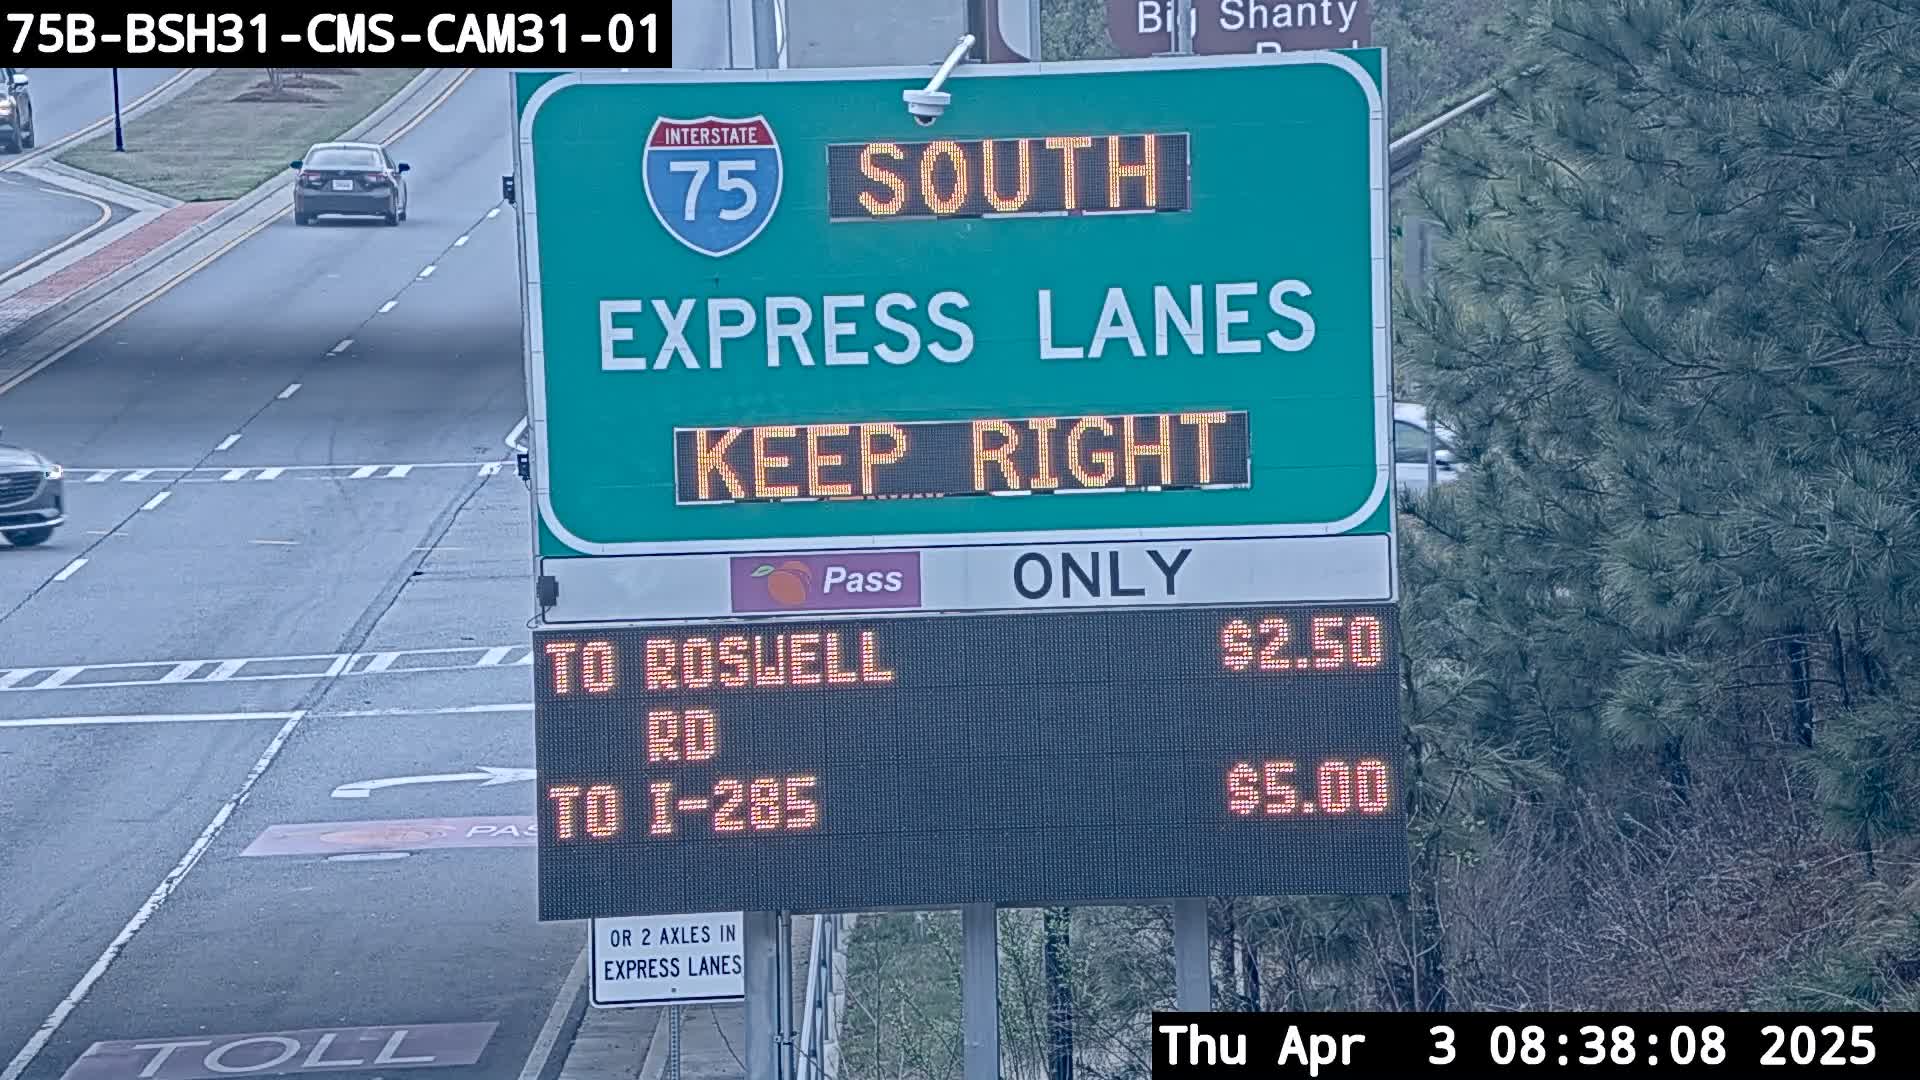 75B-BSH31-CMS-CAM31-01
Big Shanty
Road
INTERSTATE
75
SOUTH
EXPRESS LANES
KEEP RIGHT
Pass
ONLY
TO ROSWELL $2.50
RD
TO I-285 $5.00
PAS
OR 2 AXLES IN
EXPRESS LANES
TOLL
Thu Apr 3 08:38:08 2025